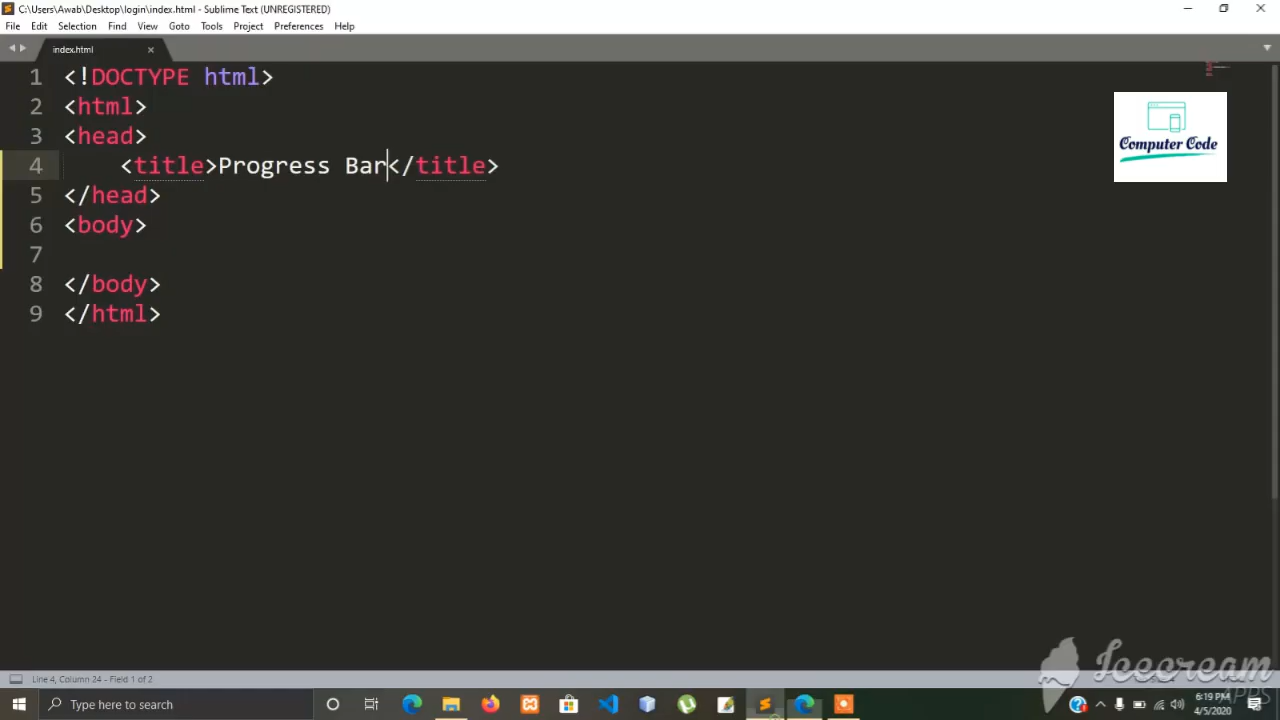 C:\Users\Awab\Desktop\login\index.html - Sublime Text (UNREGISTERED)
File Edit Selection Find View Goto Tools Project Preferences Help
index.html
1 <!DOCTYPE html>
2 <html>
3 <head>
4 <title>Progress Bar</title>
5 </head>
6 <body>
7
8 </body>
9 </html>
Computer Code
Icecream
APPS
Line 4, Column 24 - Field 1 of 2
Type here to search
6:19 PM
4/5/2020